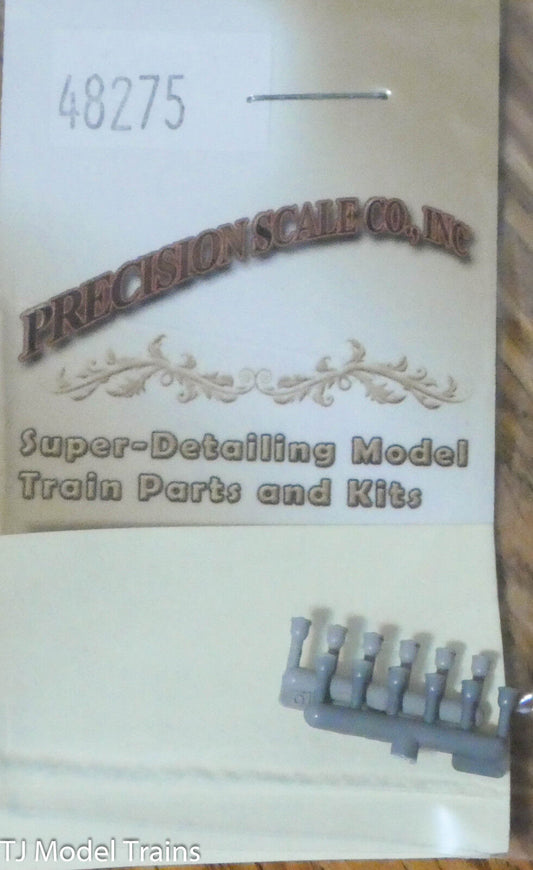 48275
PRECISION SCALE CO., INC
Super-Detailing Model
Train Parts and Kits
TJ Model Trains